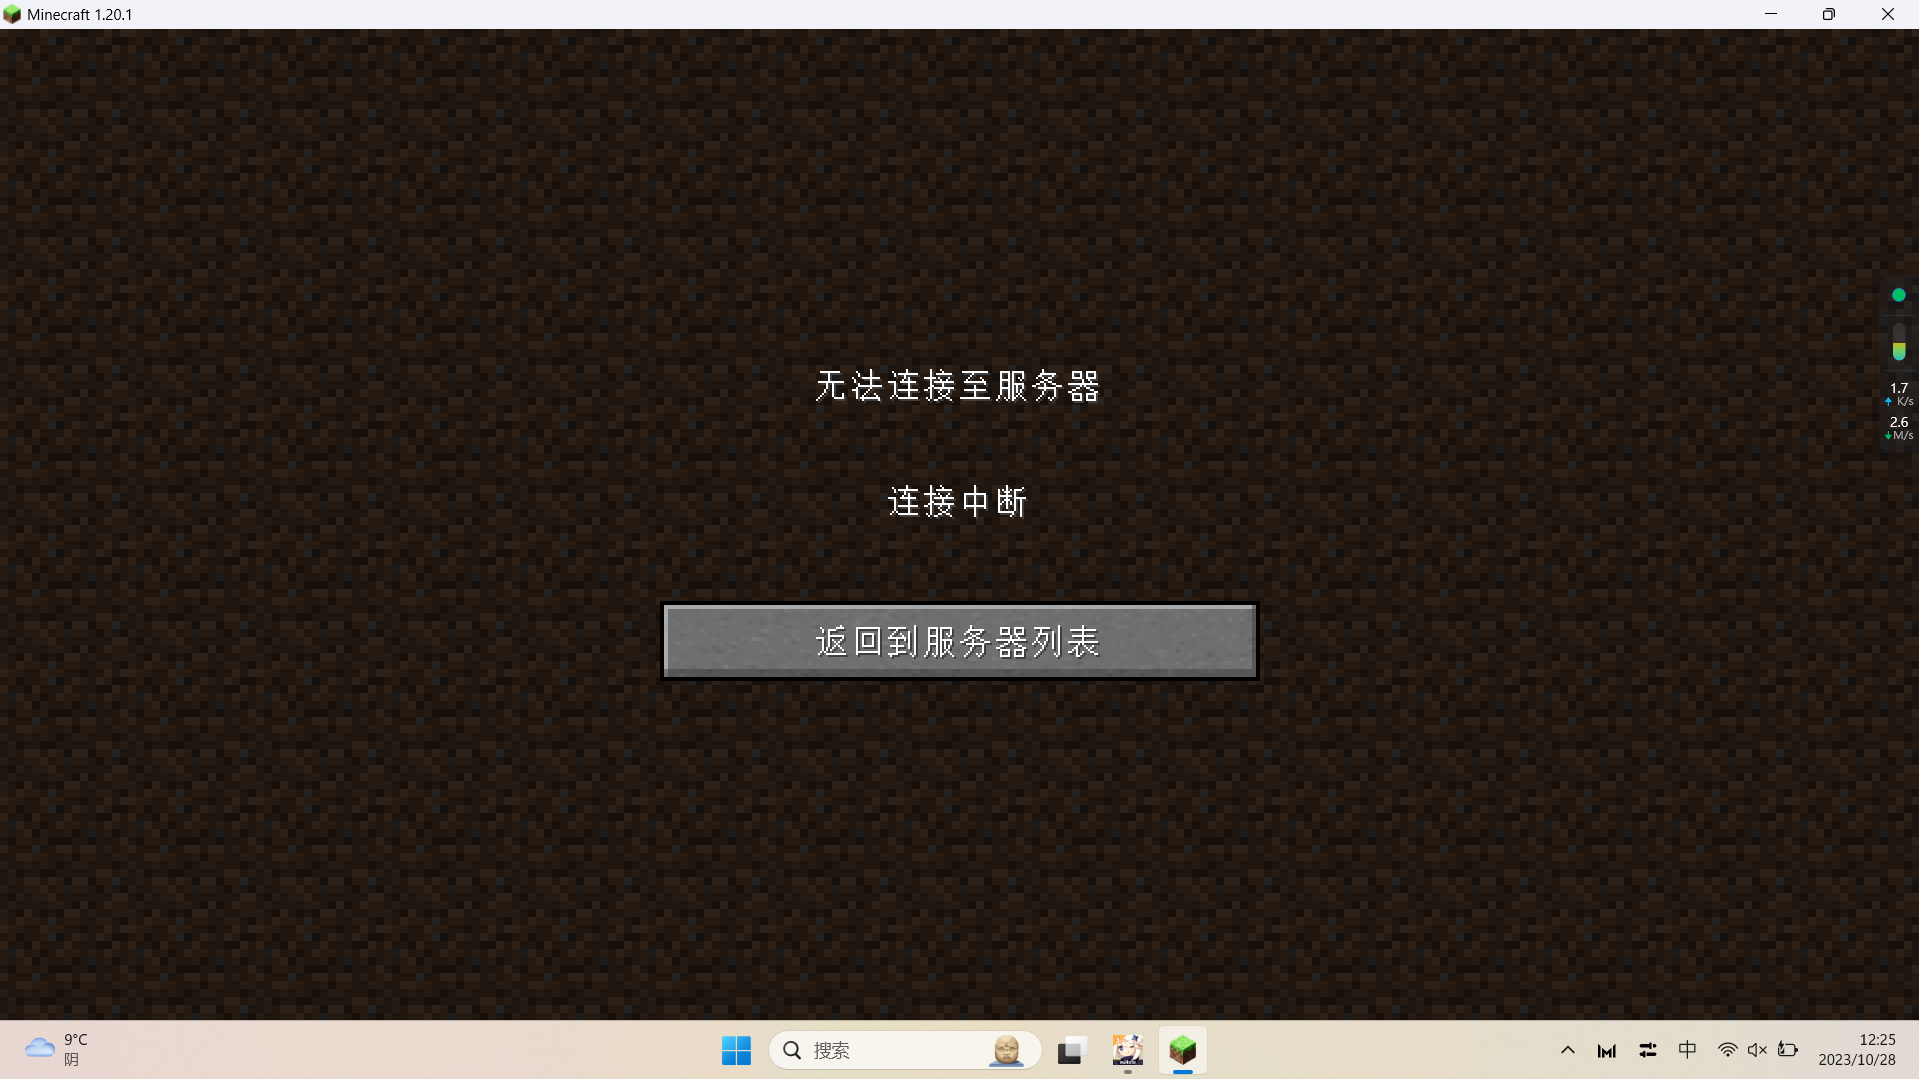 Minecraft 1.20.1
1.7
K/s
2.6
M/s
无法连接至服务器
连接中断
返回到服务器列表
9°C
阴
搜索
中
12:25
2023/10/28